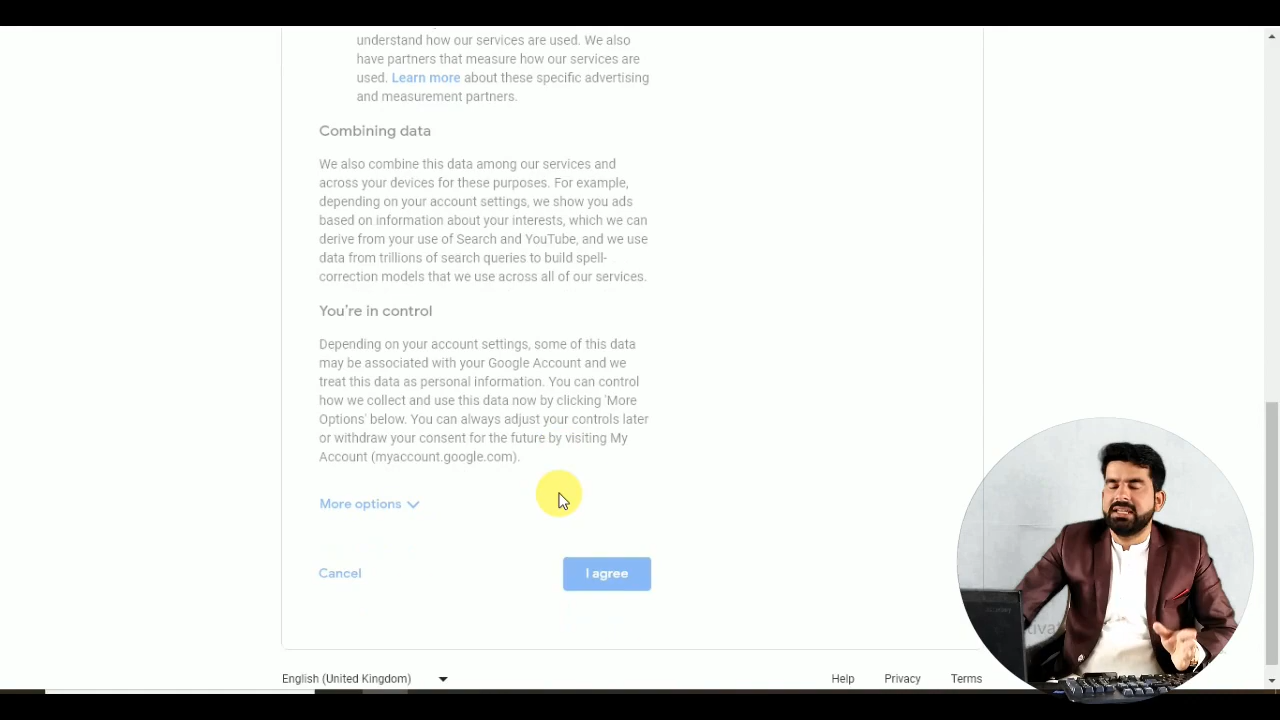 understand how our services are used. We also
have partners that measure how our services are
used. Learn more about these specific advertising
and measurement partners.
Combining data
We also combine this data among our services and
across your devices for these purposes. For example,
depending on your account settings, we show you ads
based on information about your interests, which we can
derive from your use of Search and YouTube, and we use
data from trillions of search queries to build spell-
correction models that we use across all of our services.
You're in control
Depending on your account settings, some of this data
may be associated with your Google Account and we
treat this data as personal information. You can control
how we collect and use this data now by clicking 'More
Options' below. You can always adjust your controls later
or withdraw your consent for the future by visiting My
Account (myaccount.google.com).
More options
Cancel
I agree
English (United Kingdom)
Help
Privacy
Terms